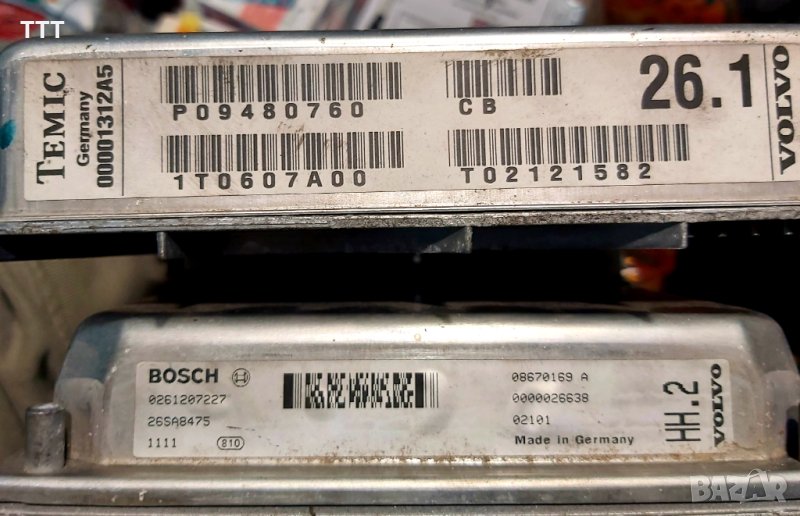 TTT
TEMIC
Germany
00001312A5
P09480760
CB
26.1
VOLVO
1T0607A00
T02121582
BOSCH
0261207227
26SA8475
1111 810
08670169 A
0000026638
02101
Made in Germany
HH.2
VOLVO
BAZAR